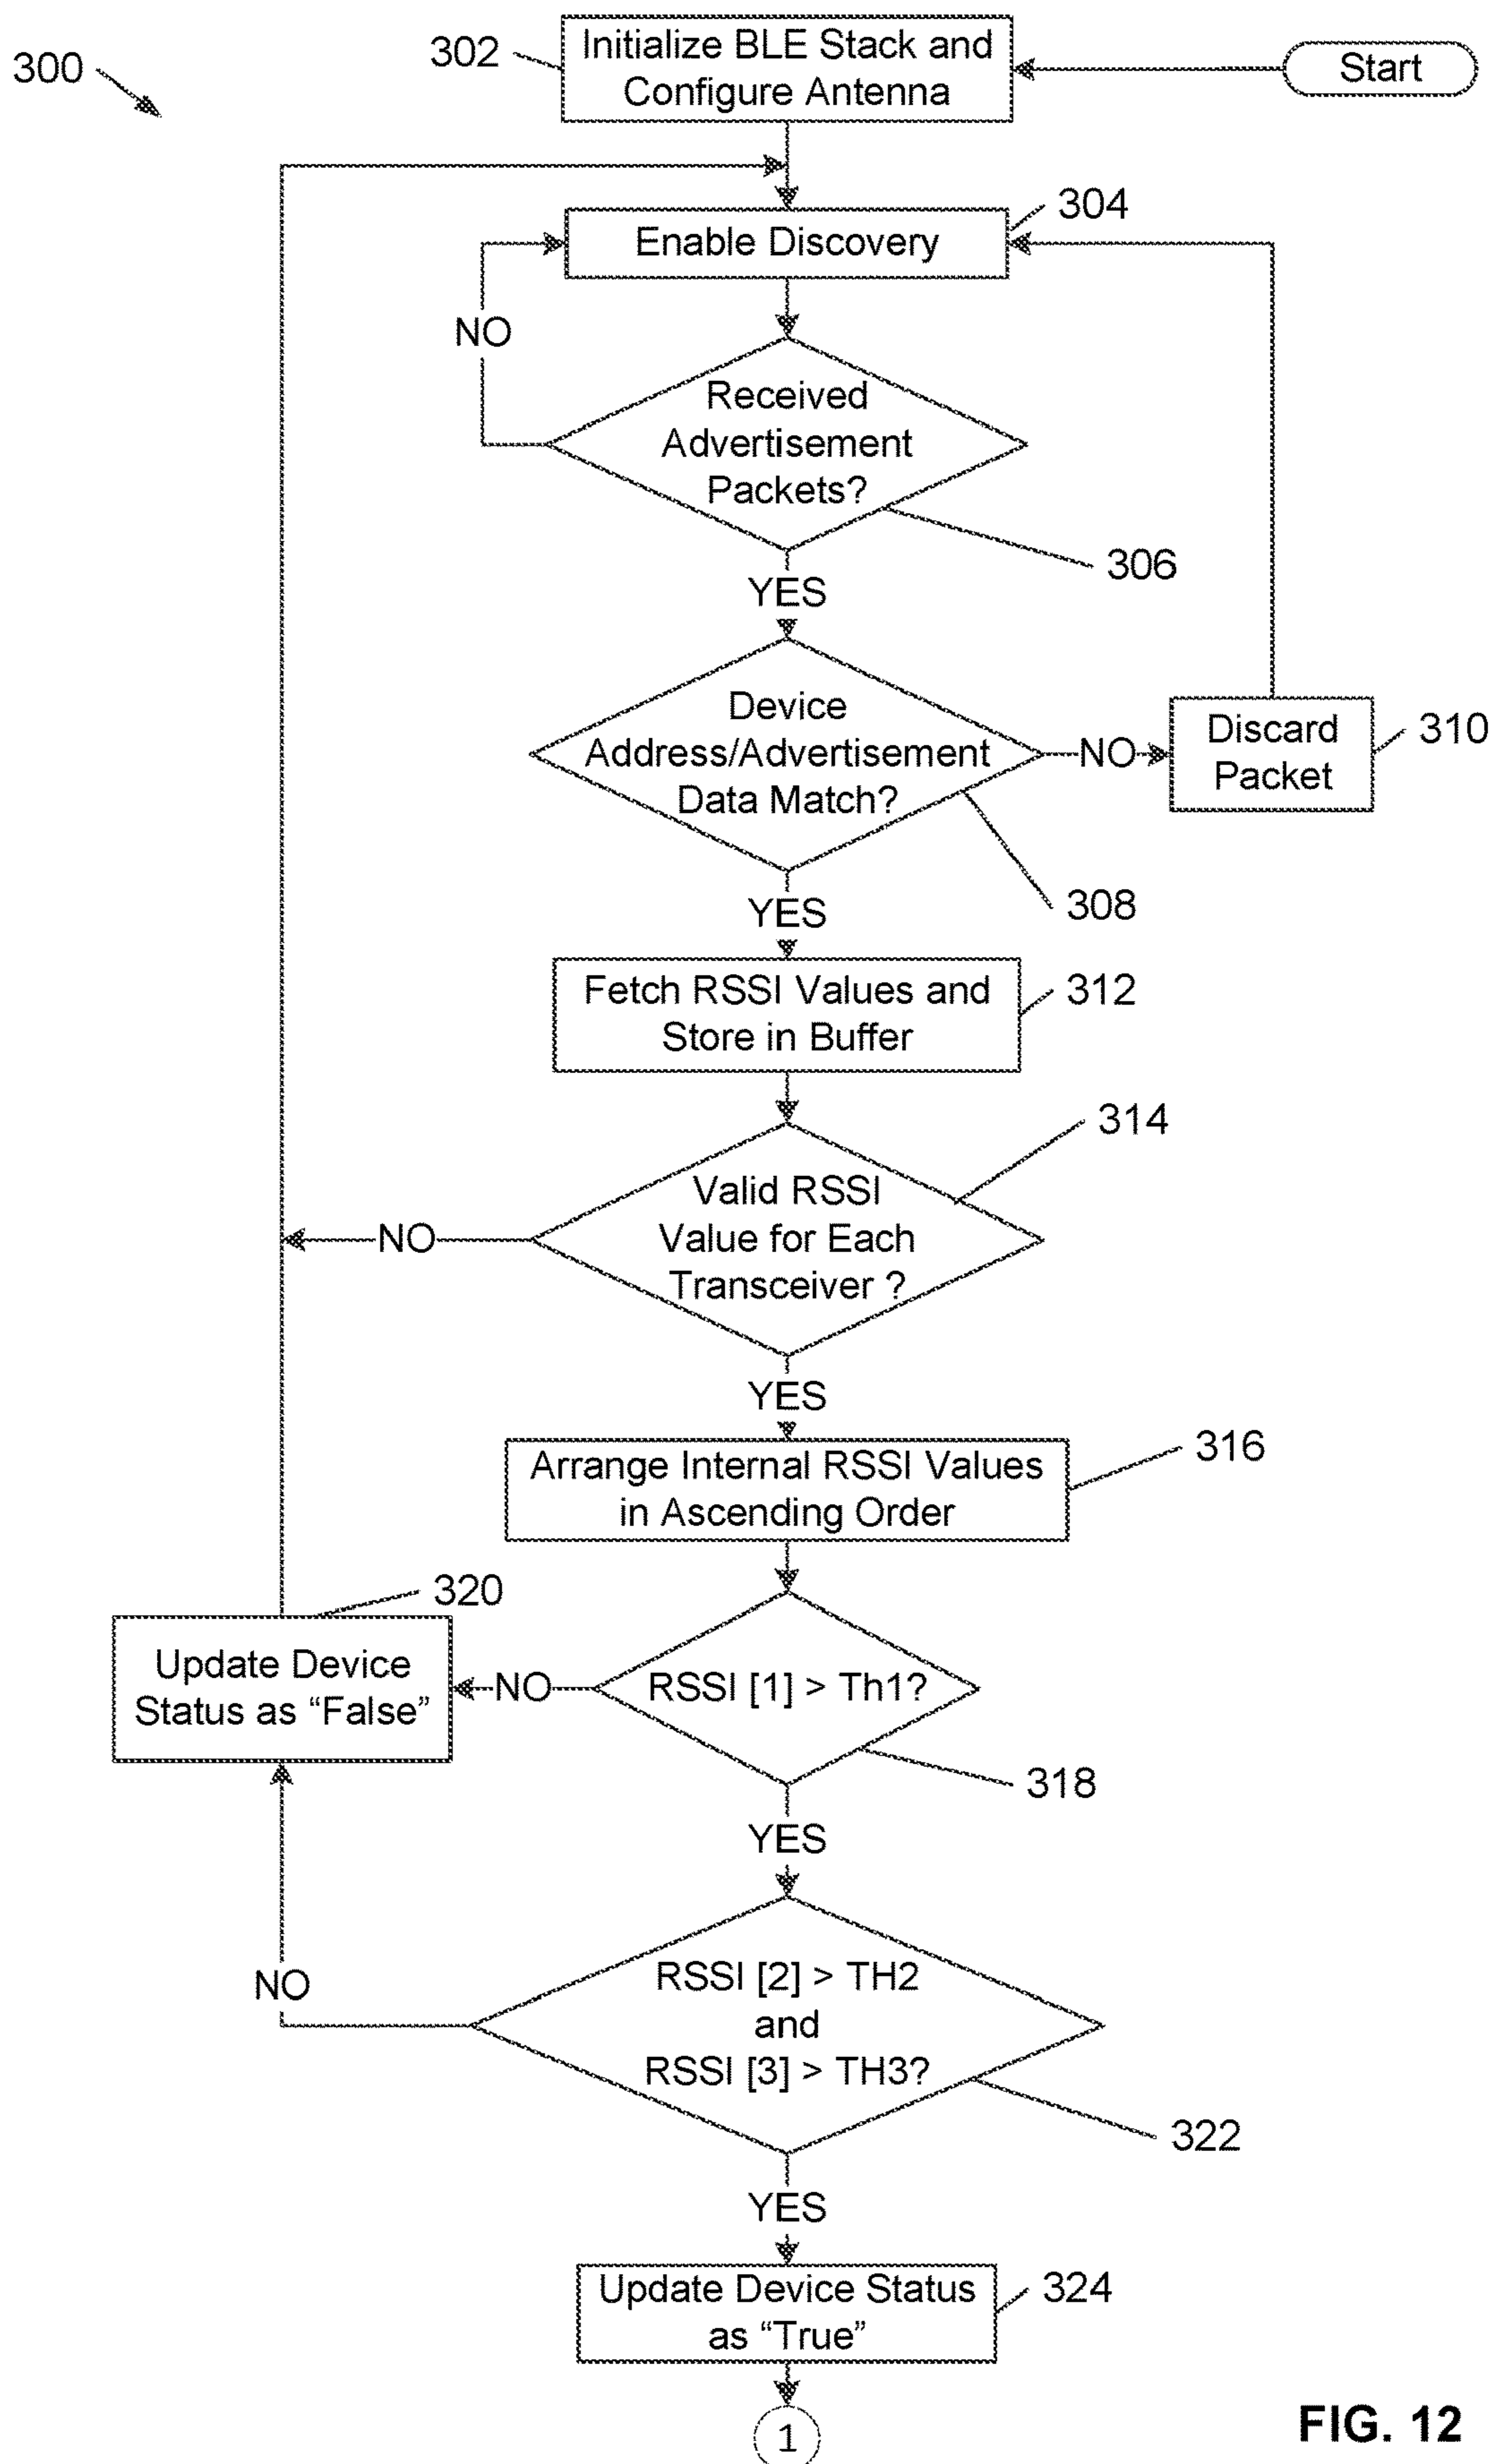 300
302
Initialize BLE Stack and
Configure Antenna
Start
304
Enable Discovery
NO
Received
Advertisement
Packets?
306
YES
Device
Address/Advertisement
Data Match?
NO
Discard
Packet
310
308
YES
Fetch RSSI Values and
Store in Buffer
312
314
Valid RSSI
Value for Each
Transceiver ?
NO
YES
Arrange Internal RSSI Values
in Ascending Order
316
320
Update Device
Status as “False”
NO
RSSI [1] > Th1?
318
YES
NO
RSSI [2] > TH2
and
RSSI [3] > TH3?
322
YES
Update Device Status
as “True”
324
1
FIG. 12